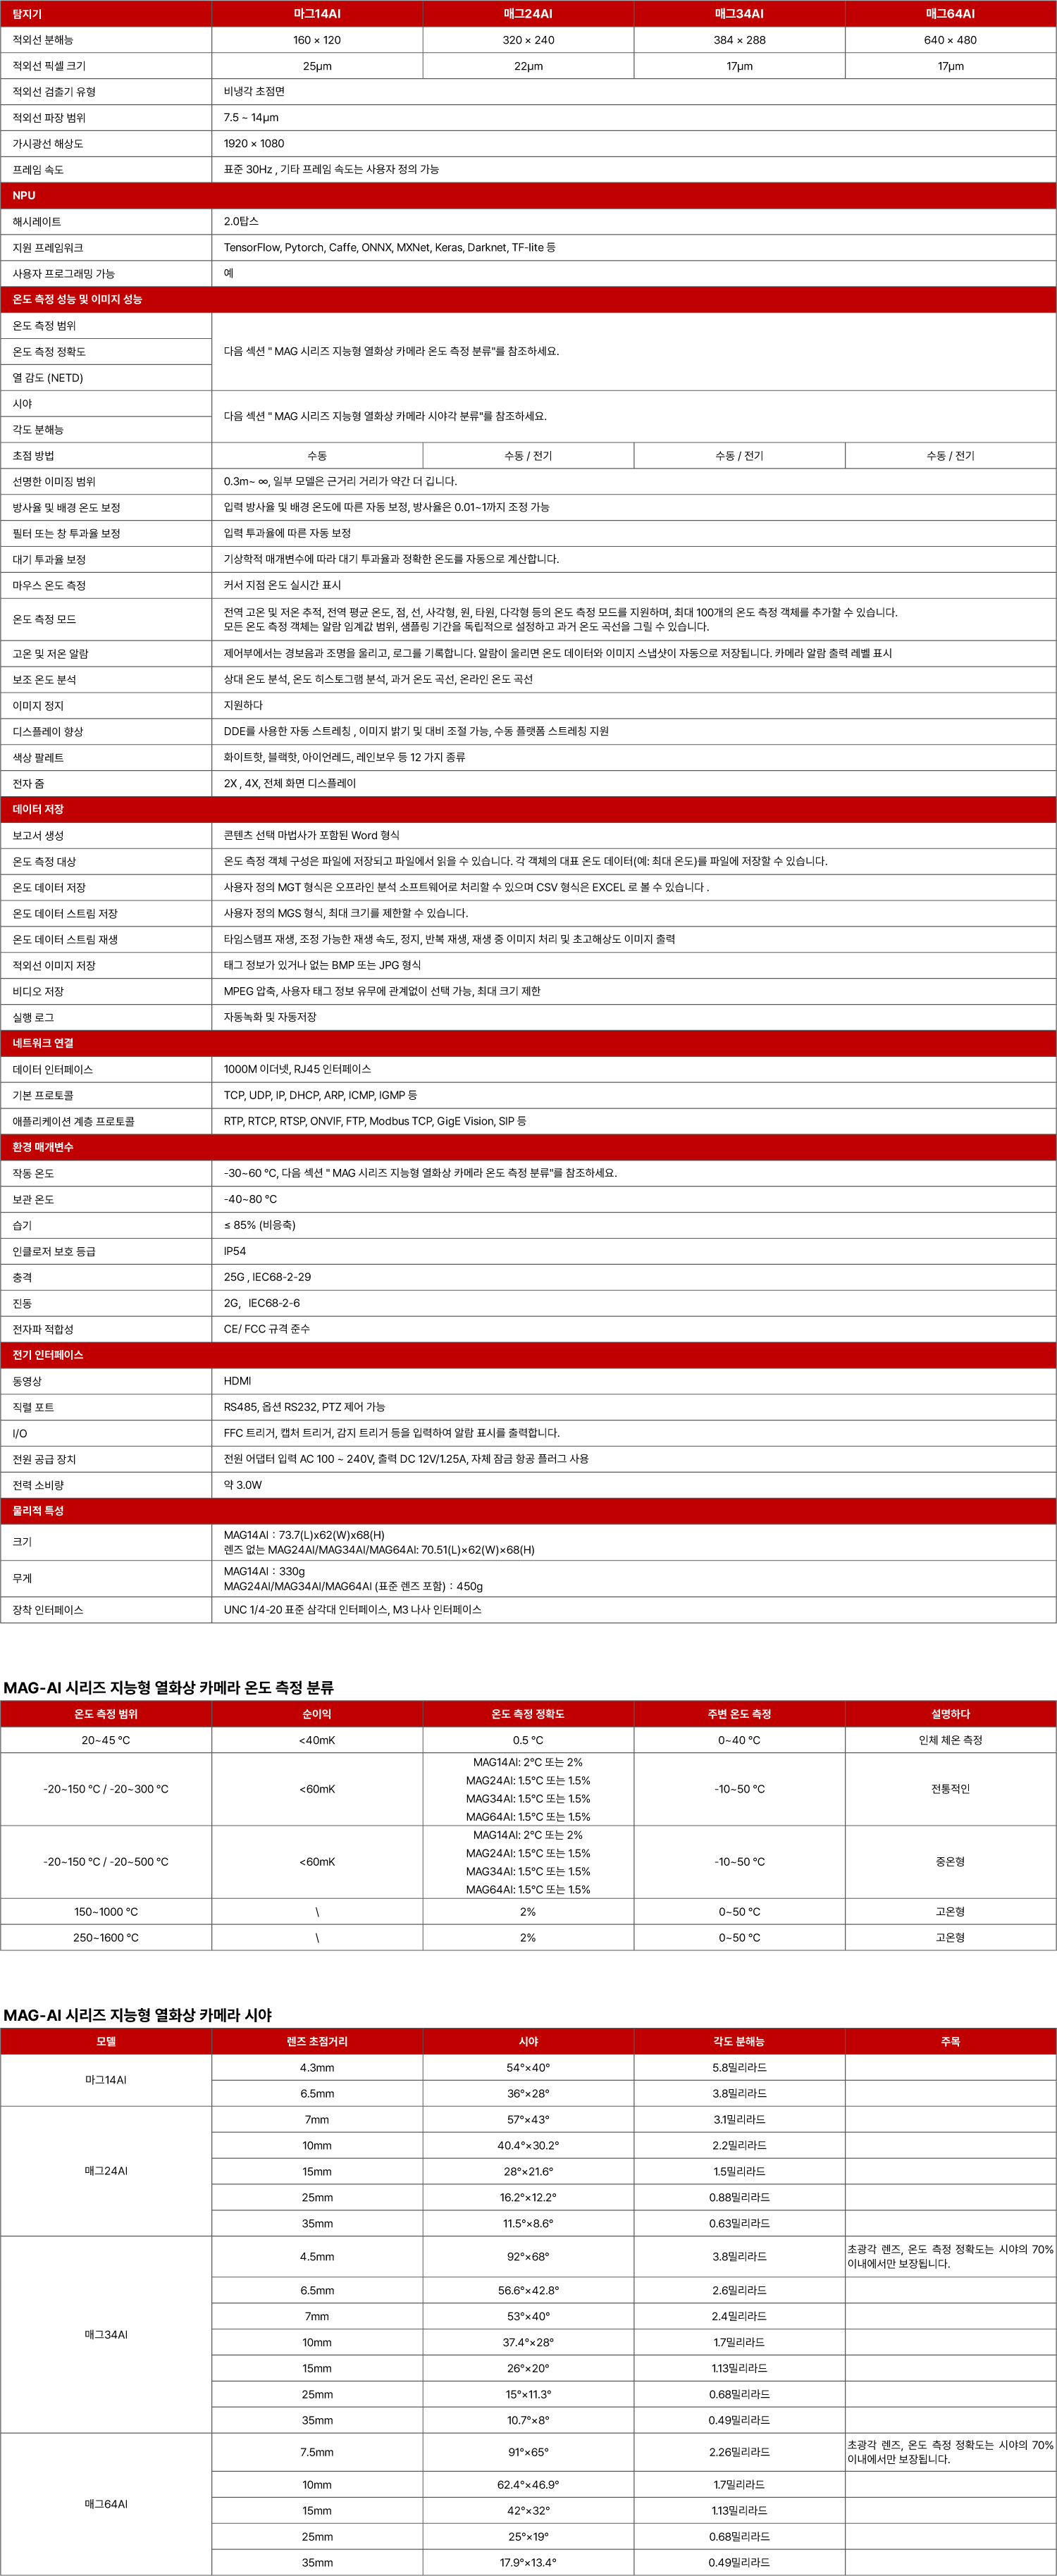 탐지기 마그14AI 매그24AI 매그34AI 매그64AI
적외선 분해능 160 × 120 320 × 240 384 × 288 640 × 480
적외선 픽셀 크기 25μm 22μm 17μm 17μm
적외선 검출기 유형 비냉각 초점면
적외선 파장 범위 7.5 ~ 14μm
가시광선 해상도 1920 × 1080
프레임 속도 표준 30Hz , 기타 프레임 속도는 사용자 정의 가능
NPU
해시레이트 2.0탑스
지원 프레임워크 TensorFlow, Pytorch, Caffe, ONNX, MXNet, Keras, Darknet, TF-lite 등
사용자 프로그래밍 가능 예
온도 측정 성능 및 이미지 성능
온도 측정 범위
온도 측정 정확도 다음 섹션 " MAG 시리즈 지능형 열화상 카메라 온도 측정 분류"를 참조하세요.
열 감도 (NETD)
시야 다음 섹션 " MAG 시리즈 지능형 열화상 카메라 시야각 분류"를 참조하세요.
각도 분해능
초점 방법 수동 수동 / 전기 수동 / 전기 수동 / 전기
선명한 이미징 범위 0.3m~ ∞, 일부 모델은 근거리 거리가 약간 더 깁니다.
방사율 및 배경 온도 보정 입력 방사율 및 배경 온도에 따른 자동 보정, 방사율은 0.01~1까지 조정 가능
필터 또는 창 투과율 보정 입력 투과율에 따른 자동 보정
대기 투과율 보정 기상학적 매개변수에 따라 대기 투과율과 정확한 온도를 자동으로 계산합니다.
마우스 온도 측정 커서 지점 온도 실시간 표시
온도 측정 모드 전역 고온 및 저온 추적, 전역 평균 온도, 점, 선, 사각형, 원, 타원, 다각형 등의 온도 측정 모드를 지원하며, 최대 100개의 온도 측정 객체를 추가할 수 있습니다.
모든 온도 측정 객체는 알람 임계값 범위, 샘플링 기간을 독립적으로 설정하고 과거 온도 곡선을 그릴 수 있습니다.
고온 및 저온 알람 제어부에서는 경보음과 조명을 울리고, 로그를 기록합니다. 알람이 울리면 온도 데이터와 이미지 스냅샷이 자동으로 저장됩니다. 카메라 알람 출력 레벨 표시
보조 온도 분석 상대 온도 분석, 온도 히스토그램 분석, 과거 온도 곡선, 온라인 온도 곡선
이미지 정지 지원하다
디스플레이 향상 DDE를 사용한 자동 스트레칭 , 이미지 밝기 및 대비 조절 가능, 수동 플랫폼 스트레칭 지원
색상 팔레트 화이트핫, 블랙핫, 아이언레드, 레인보우 등 12 가지 종류
전자 줌 2X , 4X, 전체 화면 디스플레이
데이터 저장
보고서 생성 콘텐츠 선택 마법사가 포함된 Word 형식
온도 측정 대상 온도 측정 객체 구성은 파일에 저장되고 파일에서 읽을 수 있습니다. 각 객체의 대표 온도 데이터(예: 최대 온도)를 파일에 저장할 수 있습니다.
온도 데이터 저장 사용자 정의 MGT 형식은 오프라인 분석 소프트웨어로 처리할 수 있으며 CSV 형식은 EXCEL 로 볼 수 있습니다 .
온도 데이터 스트림 저장 사용자 정의 MGS 형식, 최대 크기를 제한할 수 있습니다.
온도 데이터 스트림 재생 타임스탬프 재생, 조정 가능한 재생 속도, 정지, 반복 재생, 재생 중 이미지 처리 및 초고해상도 이미지 출력
적외선 이미지 저장 태그 정보가 있거나 없는 BMP 또는 JPG 형식
비디오 저장 MPEG 압축, 사용자 태그 정보 유무에 관계없이 선택 가능, 최대 크기 제한
실행 로그 자동녹화 및 자동저장
네트워크 연결
데이터 인터페이스 1000M 이더넷, RJ45 인터페이스
기본 프로토콜 TCP, UDP, IP, DHCP, ARP, ICMP, IGMP 등
애플리케이션 계층 프로토콜 RTP, RTCP, RTSP, ONVIF, FTP, Modbus TCP, GigE Vision, SIP 등
환경 매개변수
작동 온도 -30~60 °C, 다음 섹션 " MAG 시리즈 지능형 열화상 카메라 온도 측정 분류"를 참조하세요.
보관 온도 -40~80 °C
습기 ≤ 85% (비응축)
인클로저 보호 등급 IP54
충격 25G , IEC68-2-29
진동 2G, IEC68-2-6
전자파 적합성 CE/ FCC 규격 준수
전기 인터페이스
동영상 HDMI
직렬 포트 RS485, 옵션 RS232, PTZ 제어 가능
I/O FFC 트리거, 캡처 트리거, 감지 트리거 등을 입력하여 알람 표시를 출력합니다.
전원 공급 장치 전원 어댑터 입력 AC 100 ~ 240V, 출력 DC 12V/1.25A, 자체 잠금 항공 플러그 사용
전력 소비량 약 3.0W
물리적 특성
크기 MAG14AI : 73.7(L)x62(W)x68(H)
렌즈 없는 MAG24AI/MAG34AI/MAG64AI: 70.51(L)×62(W)×68(H)
무게 MAG14AI : 330g
MAG24AI/MAG34AI/MAG64AI (표준 렌즈 포함) : 450g
장착 인터페이스 UNC 1/4-20 표준 삼각대 인터페이스, M3 나사 인터페이스
MAG-AI 시리즈 지능형 열화상 카메라 온도 측정 분류
온도 측정 범위 순이익 온도 측정 정확도 주변 온도 측정 설명하다
20~45 °C <40mK 0.5 °C 0~40 °C 인체 체온 측정
-20~150 °C / -20~300 °C <60mK MAG14AI: 2°C 또는 2%
MAG24AI: 1.5°C 또는 1.5%
MAG34AI: 1.5°C 또는 1.5%
MAG64AI: 1.5°C 또는 1.5% -10~50 °C 전통적인
-20~150 °C / -20~500 °C <60mK MAG14AI: 2°C 또는 2%
MAG24AI: 1.5°C 또는 1.5%
MAG34AI: 1.5°C 또는 1.5%
MAG64AI: 1.5°C 또는 1.5% -10~50 °C 중온형
150~1000 °C \ 2% 0~50 °C 고온형
250~1600 °C \ 2% 0~50 °C 고온형
MAG-AI 시리즈 지능형 열화상 카메라 시야
모델 렌즈 초점거리 시야 각도 분해능 주목
마그14AI 4.3mm 54°×40° 5.8밀리라드
6.5mm 36°×28° 3.8밀리라드
매그24AI 7mm 57°×43° 3.1밀리라드
10mm 40.4°×30.2° 2.2밀리라드
15mm 28°×21.6° 1.5밀리라드
25mm 16.2°×12.2° 0.88밀리라드
35mm 11.5°×8.6° 0.63밀리라드
매그34AI 4.5mm 92°×68° 3.8밀리라드 초광각 렌즈, 온도 측정 정확도는 시야의 70%
이내에서만 보장됩니다.
6.5mm 56.6°×42.8° 2.6밀리라드
7mm 53°×40° 2.4밀리라드
10mm 37.4°×28° 1.7밀리라드
15mm 26°×20° 1.13밀리라드
25mm 15°×11.3° 0.68밀리라드
35mm 10.7°×8° 0.49밀리라드
매그64AI 7.5mm 91°×65° 2.26밀리라드 초광각 렌즈, 온도 측정 정확도는 시야의 70%
이내에서만 보장됩니다.
10mm 62.4°×46.9° 1.7밀리라드
15mm 42°×32° 1.13밀리라드
25mm 25°×19° 0.68밀리라드
35mm 17.9°×13.4° 0.49밀리라드